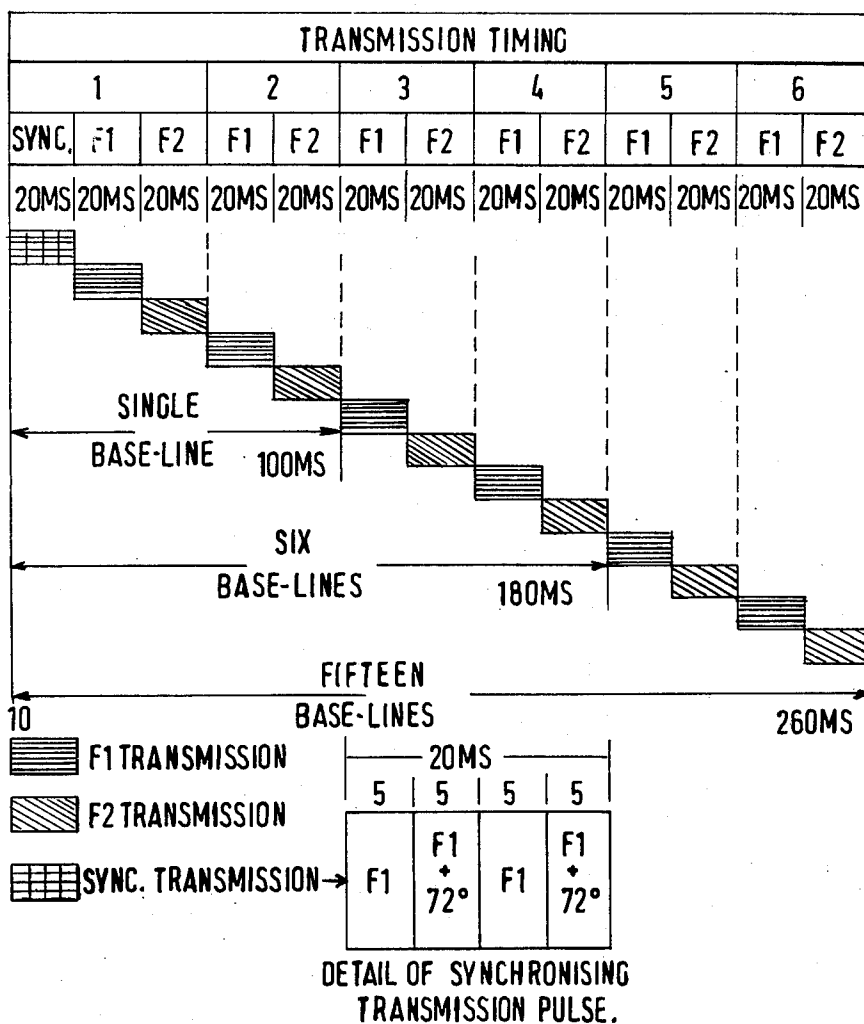 TRANSMISSION TIMING
1 2 3 4 5 6
SYNC. F1 F2 F1 F2 F1 F2 F1 F2 F1 F2 F1 F2
20MS 20MS 20MS 20MS 20MS 20MS 20MS 20MS 20MS 20MS 20MS 20MS 20MS
SINGLE
BASE-LINE
100MS
SIX
BASE-LINES
180MS
FIFTEEN
BASE-LINES
10
260MS
F1 TRANSMISSION
F2 TRANSMISSION
SYNC. TRANSMISSION
20MS
5 5 5 5
F1 F1 + 72° F1 F1 + 72°
DETAIL OF SYNCHRONISING
TRANSMISSION PULSE.